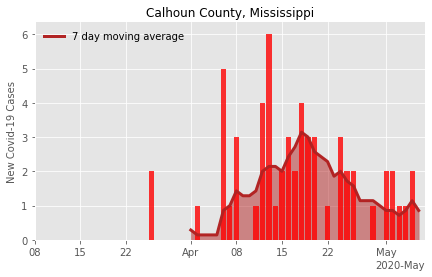 Calhoun County, Mississippi
7 day moving average
New Covid-19 Cases
6
5
4
3
2
1
0
08 15 22 Apr 08 15 22 May
2020-May